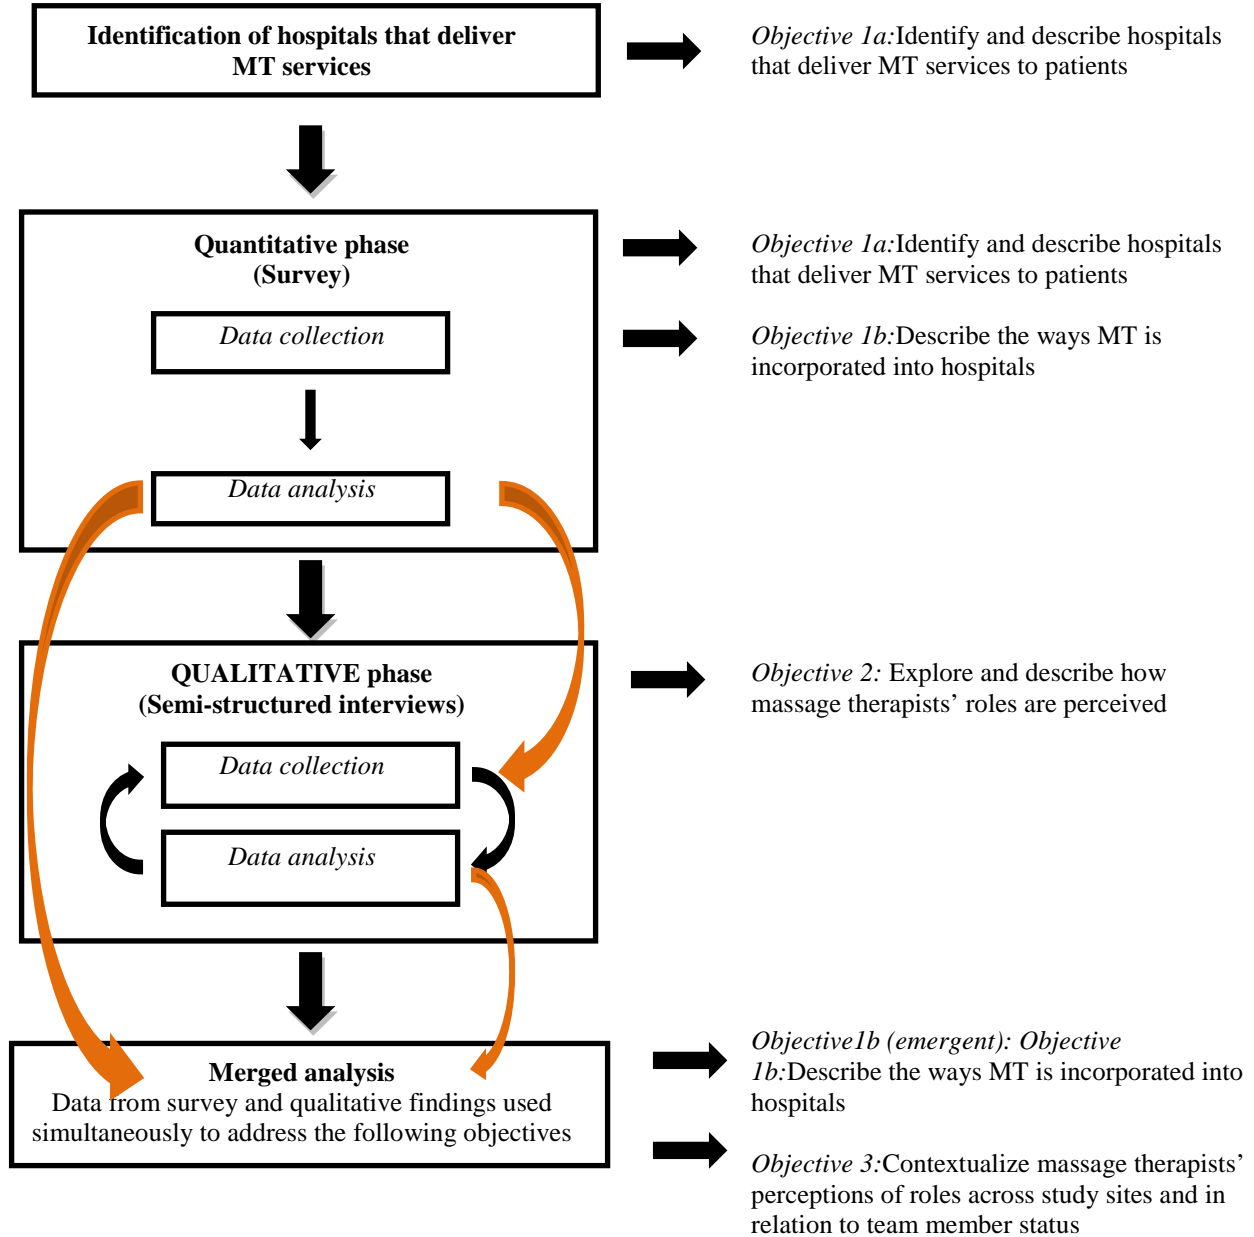 Identification of hospitals that deliver
MT services
Objective 1a:Identify and describe hospitals
that deliver MT services to patients
Quantitative phase
(Survey)
Data collection
Data analysis
Objective 1a:Identify and describe hospitals
that deliver MT services to patients
Objective 1b:Describe the ways MT is
incorporated into hospitals
QUALITATIVE phase
(Semi-structured interviews)
Data collection
Data analysis
Objective 2: Explore and describe how
massage therapists’ roles are perceived
Merged analysis
Data from survey and qualitative findings used
simultaneously to address the following objectives
Objective1b (emergent): Objective
1b:Describe the ways MT is incorporated into
hospitals
Objective 3:Contextualize massage therapists’
perceptions of roles across study sites and in
relation to team member status